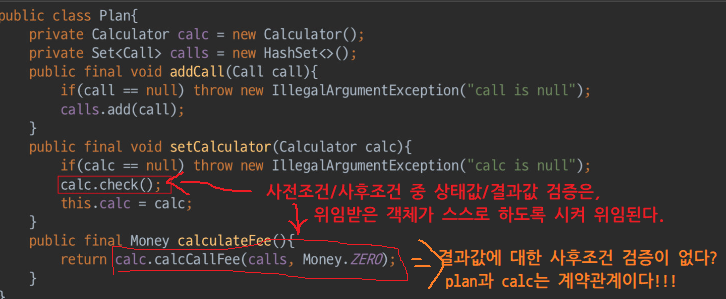 public class Plan{
    private Calculator calc = new Calculator();
    private Set<Call> calls = new HashSet<>();
    public final void addCall(Call call){
        if(call == null) throw new IllegalArgumentException("call is null");
        calls.add(call);
    }
    public final void setCalculator(Calculator calc){
        if(calc == null) throw new IllegalArgumentException("calc is null");
        calc.check();
사전조건/사후조건 중 상태값/결과값 검증은,
        this.calc = calc;
위임받은 객체가 스스로 하도록 시켜 위임된다.
    }
    public final Money calculateFee(){
        return calc.calcCallFee(calls, Money.ZERO);
결과값에 대한 사후조건 검증이 없다?
    }
plan과 calc는 계약관계이다!!!
}